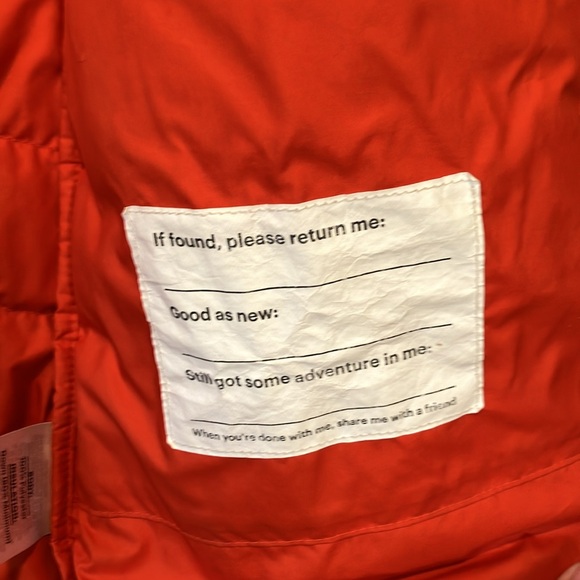 If found, please return me:
Good as new:
Still got some adventure in me:
When you're done with me, share me with a friend